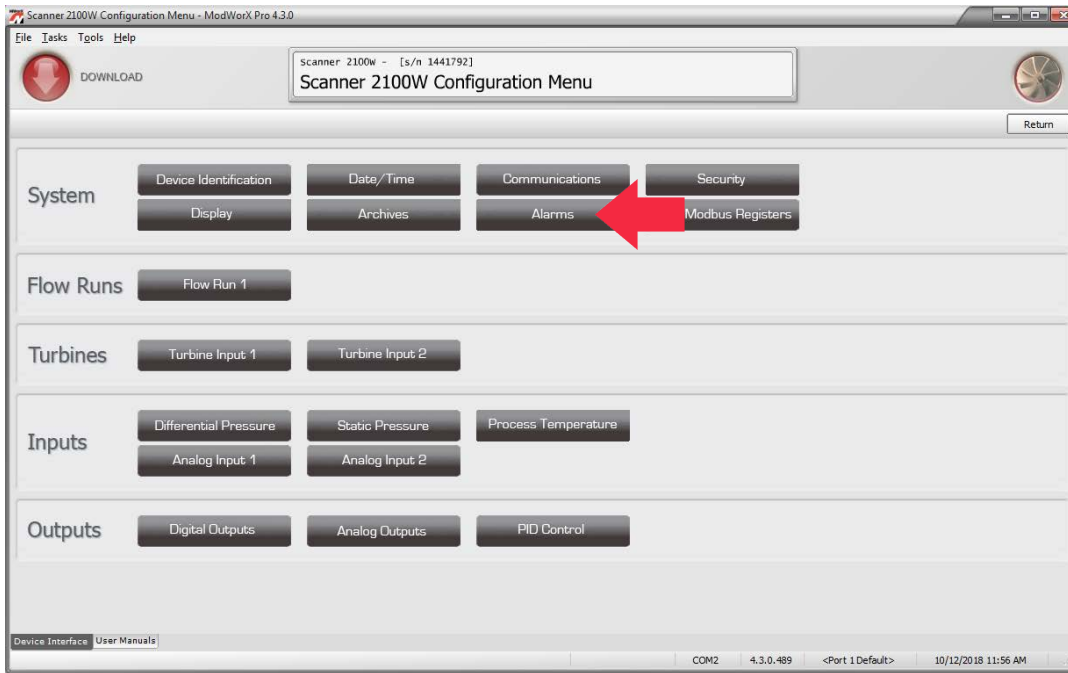 Scanner 2100W Configuration Menu - ModWorX Pro 4.3.0
File Tasks Tools Help
DOWNLOAD
Scanner 2100W - [s/n 1441792]
Scanner 2100W Configuration Menu
Return
System
Device Identification Date/Time Communications Security
Display Archives Alarms Modbus Registers
Flow Runs Flow Run 1
Turbines Turbine Input 1 Turbine Input 2
Inputs
Differential Pressure Static Pressure Process Temperature
Analog Input 1 Analog Input 2
Outputs Digital Outputs Analog Outputs PID Control
Device Interface User Manuals
COM2 4.3.0.489 <Port 1 Default> 10/12/2018 11:56 AM